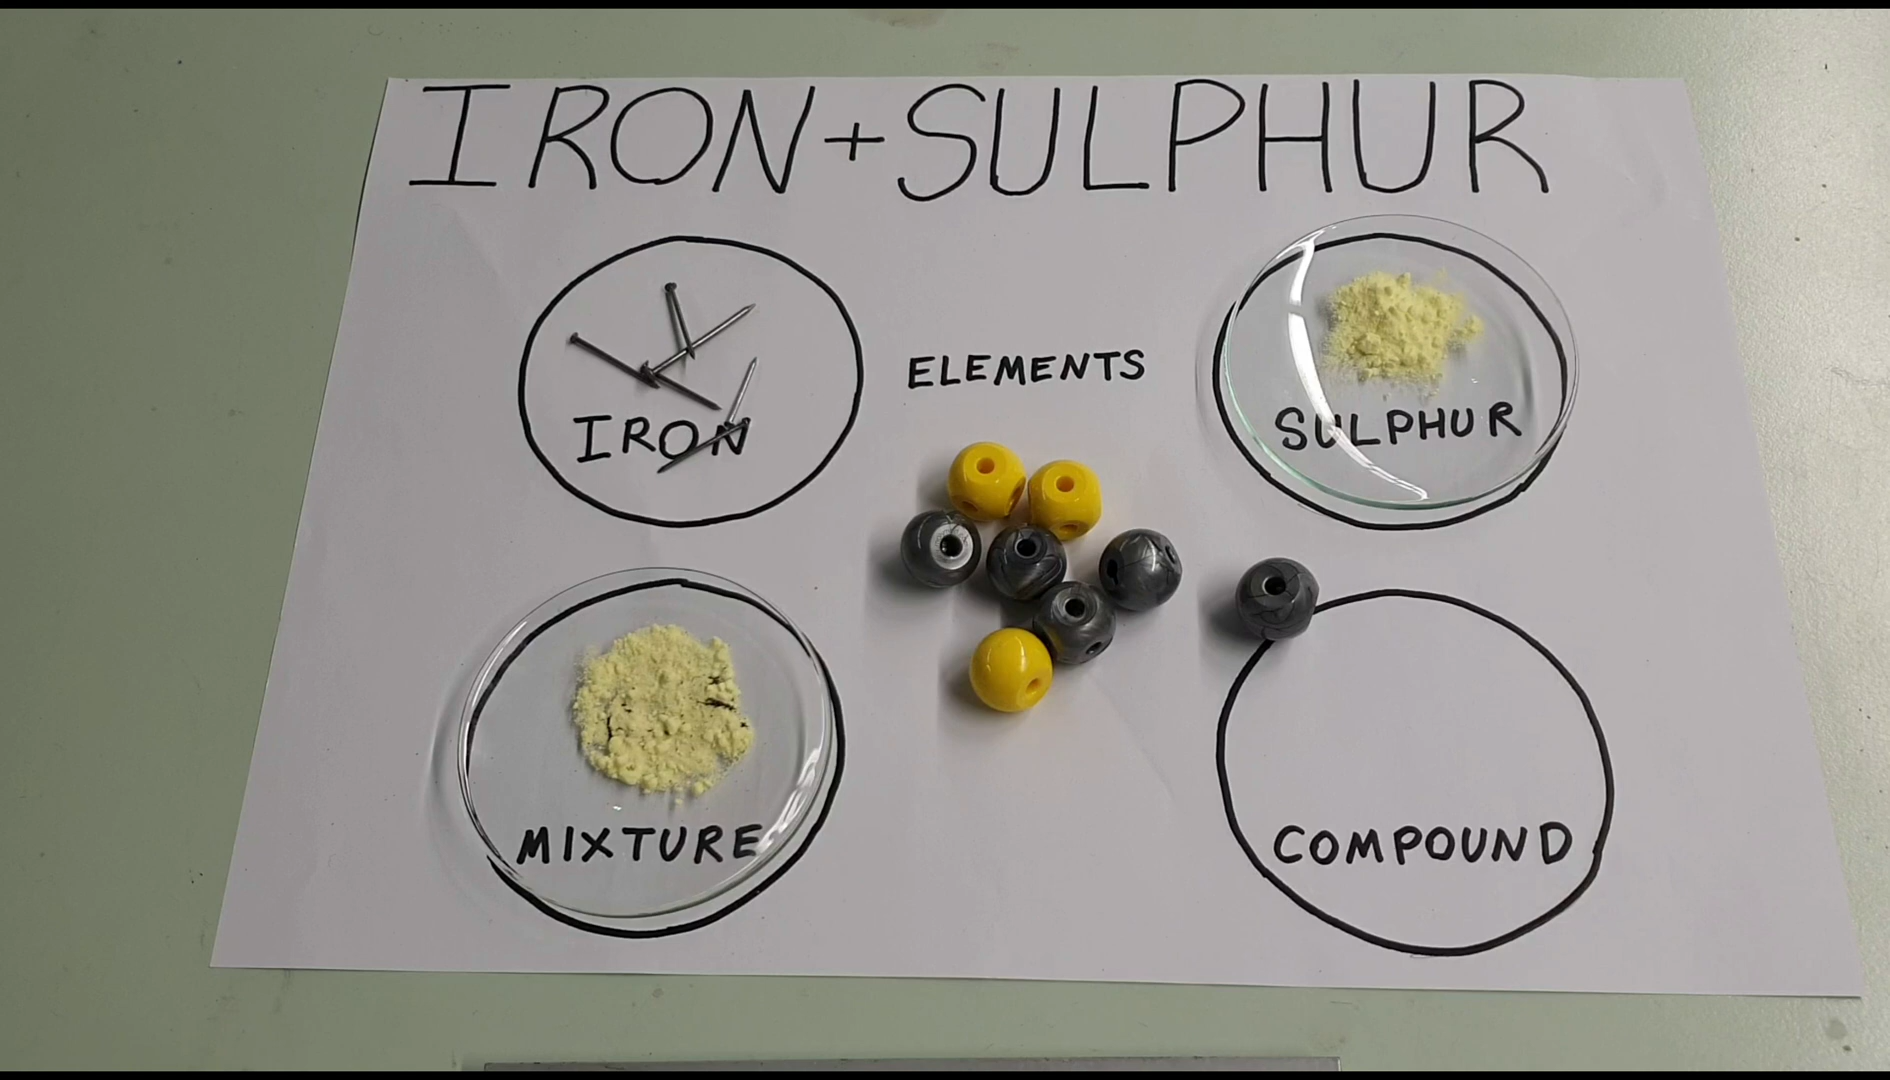 IRON + SULPHUR
IRON
ELEMENTS
SULPHUR
MIXTURE
COMPOUND